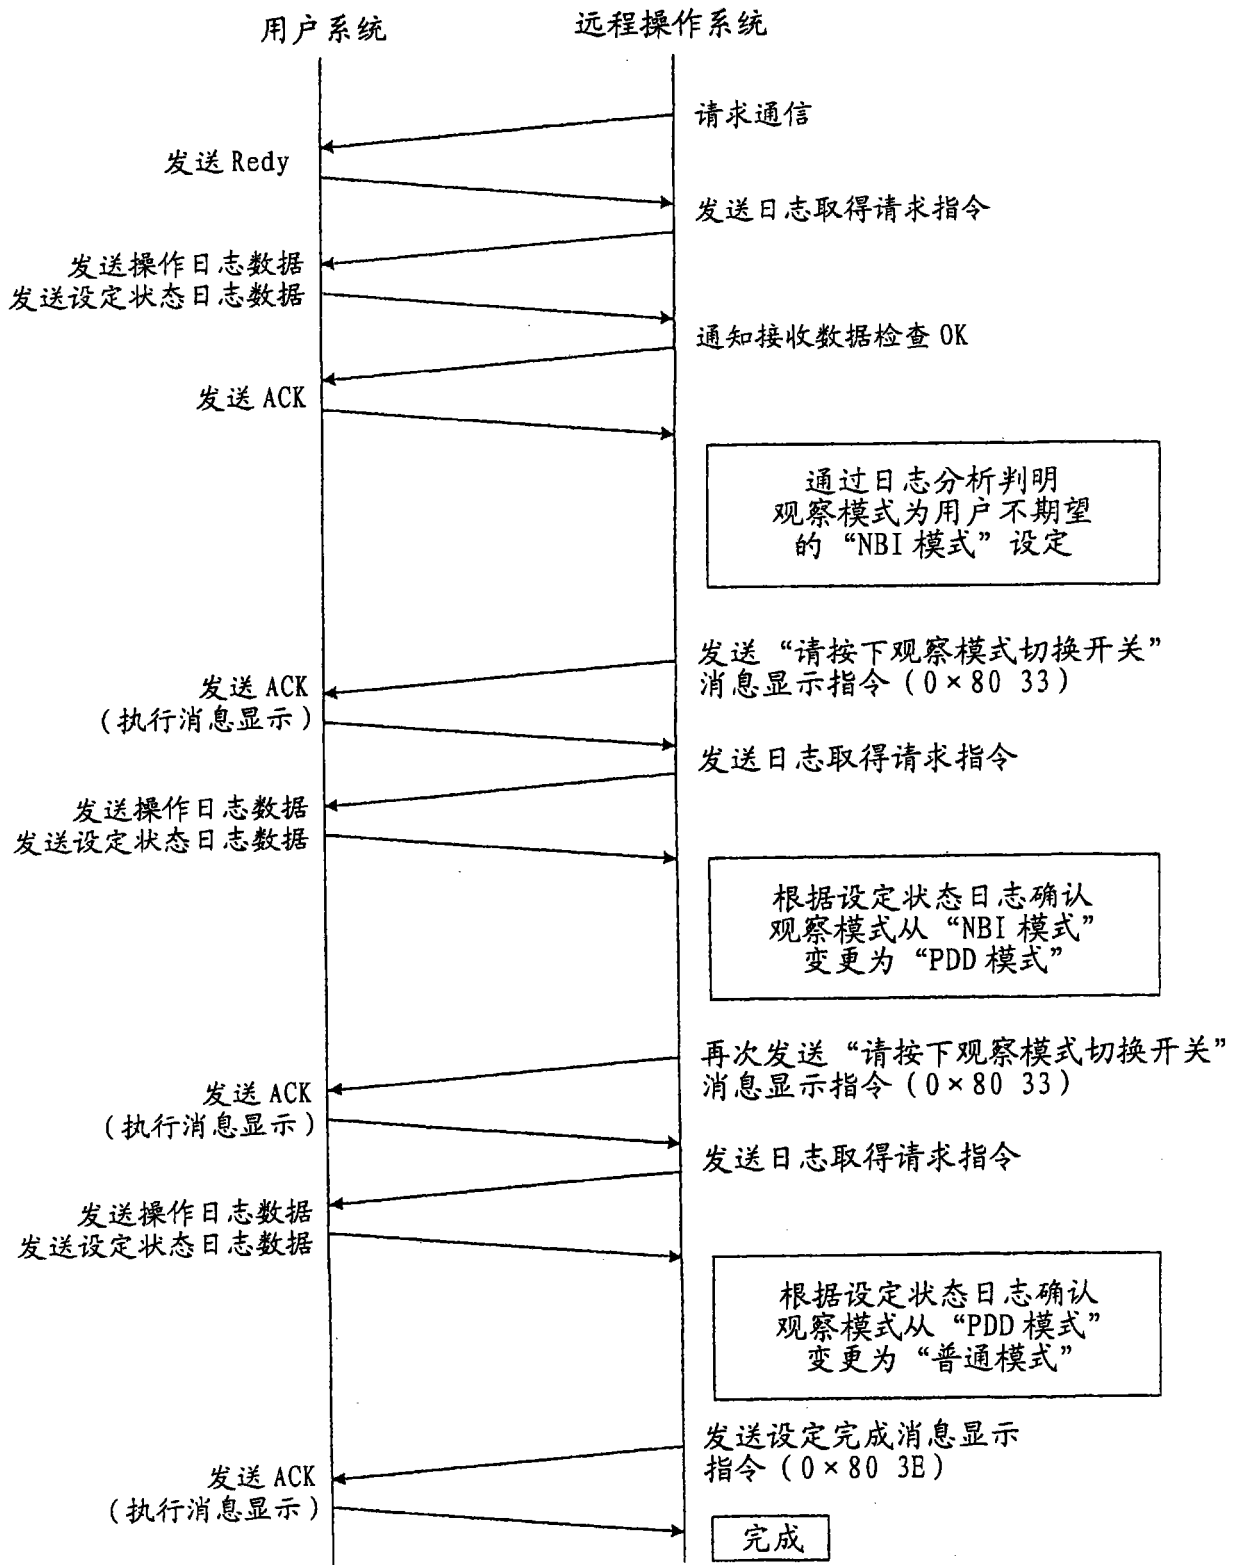 用户系统
远程操作系统
请求通信
发送 Redy
发送日志取得请求指令
发送操作日志数据
发送设定状态日志数据
通知接收数据检查 OK
发送 ACK
通过日志分析判明
观察模式为用户不期望
的“NBI 模式”设定
发送“请按下观察模式切换开关”
消息显示指令（0×80 33）
发送 ACK
（执行消息显示）
发送日志取得请求指令
发送操作日志数据
发送设定状态日志数据
根据设定状态日志确认
观察模式从“NBI 模式”
变更为“PDD 模式”
再次发送“请按下观察模式切换开关”
消息显示指令（0×80 33）
发送 ACK
（执行消息显示）
发送日志取得请求指令
发送操作日志数据
发送设定状态日志数据
根据设定状态日志确认
观察模式从“PDD 模式”
变更为“普通模式”
发送设定完成消息显示
指令（0×80 3E）
发送 ACK
（执行消息显示）
完成